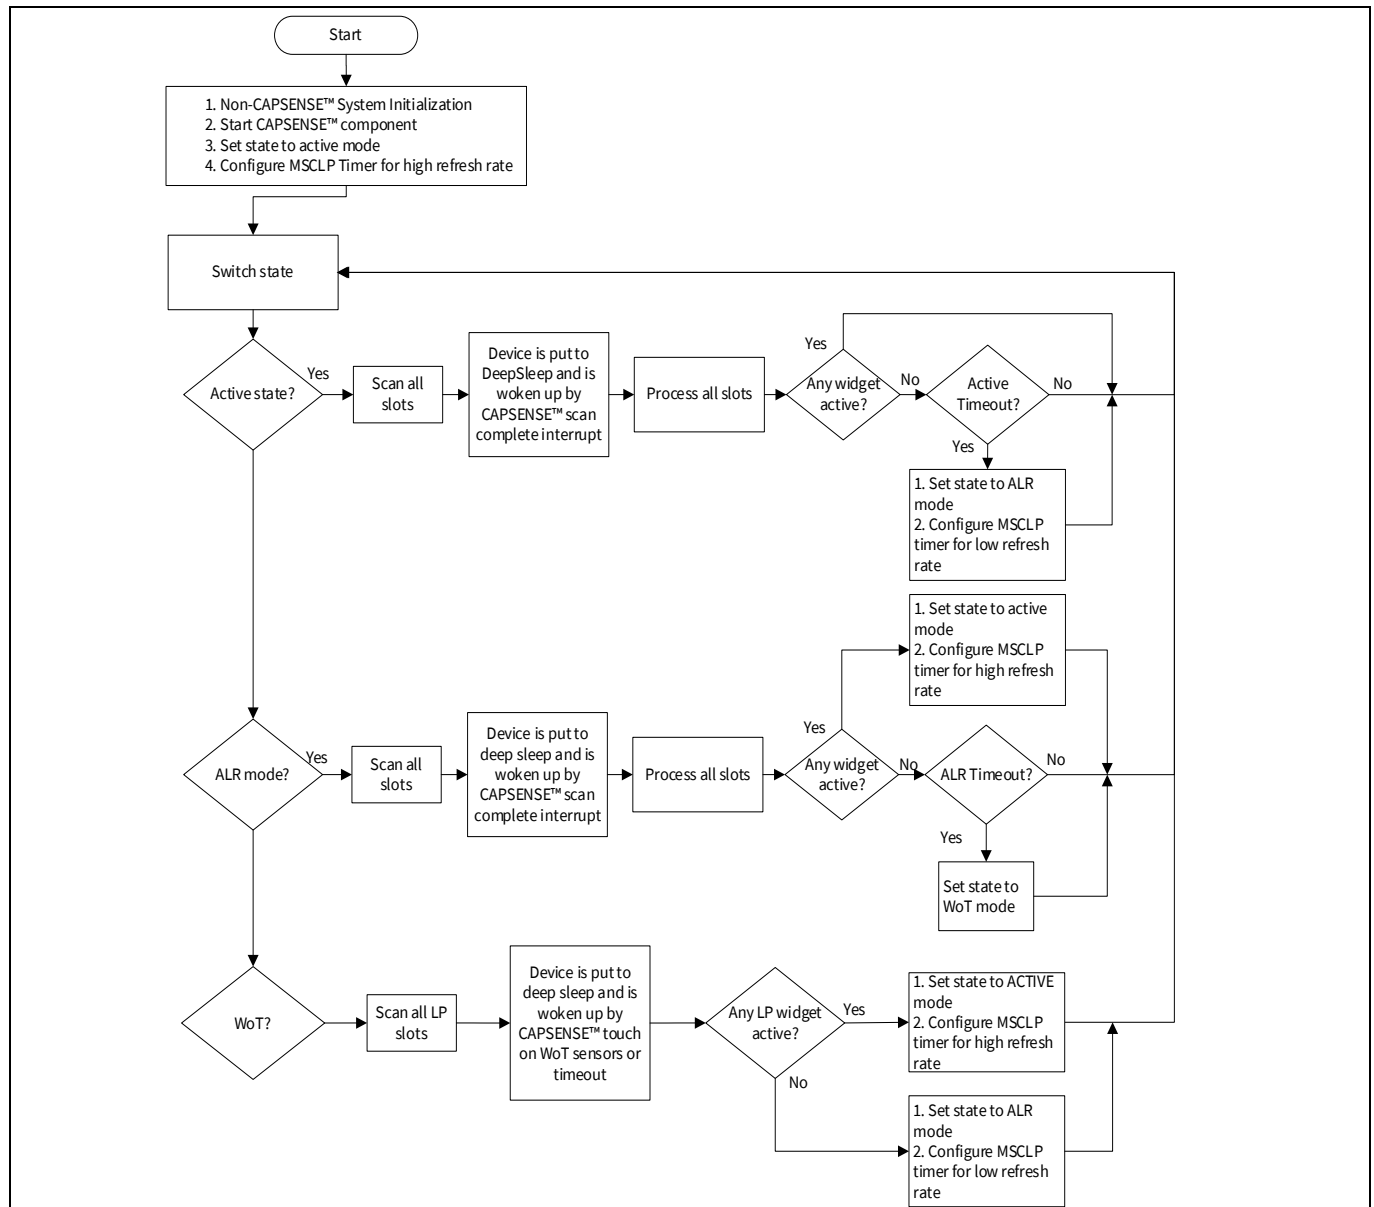 Start
1. Non-CAPSENSE™ System Initialization
2. Start CAPSENSE™ component
3. Set state to active mode
4. Configure MSCLP Timer for high refresh rate
Switch state
Active state?
Yes
Scan all
slots
Device is put to
DeepSleep and is
woken up by
CAPSENSE™ scan
complete interrupt
Process all slots
Yes
Any widget
active?
No
Active
Timeout?
No
Yes
1. Set state to ALR
mode
2. Configure MSCLP
timer for low refresh
rate
1. Set state to active
mode
2. Configure MSCLP
timer for high refresh
rate
ALR mode?
Yes
Scan all
slots
Device is put to
deep sleep and is
woken up by
CAPSENSE™ scan
complete interrupt
Process all slots
Yes
Any widget
active?
No
ALR Timeout?
No
Yes
Set state to
WoT mode
WoT?
Scan all LP
slots
Device is put to
deep sleep and is
woken up by
CAPSENSE™ touch
on WoT sensors or
timeout
Any LP widget
active?
Yes
1. Set state to ACTIVE
mode
2. Configure MSCLP
timer for high refresh
rate
No
1. Set state to ALR
mode
2. Configure MSCLP
timer for low refresh
rate